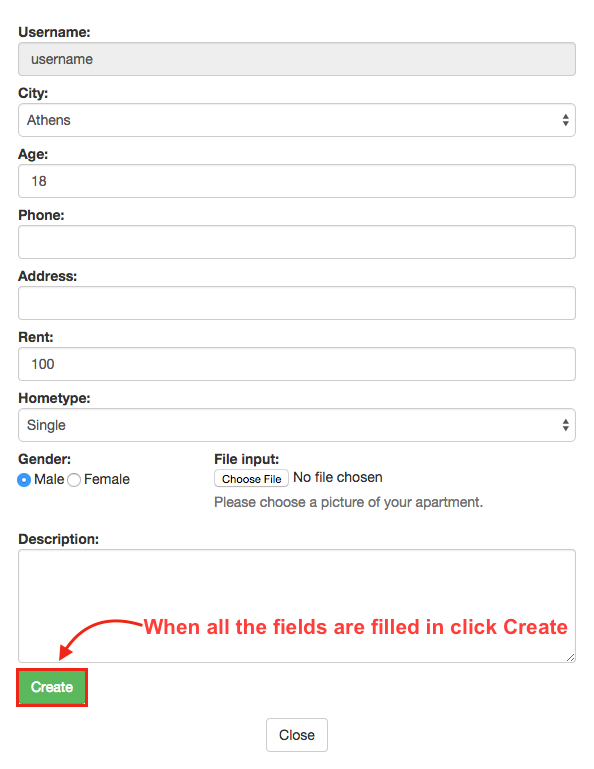 Username:
username
City:
Athens
Age:
18
Phone:
Address:
Rent:
100
Hometype:
Single
Gender:
Male Female
File input:
Choose File No file chosen
Please choose a picture of your apartment.
Description:
When all the fields are filled in click Create
Create
Close